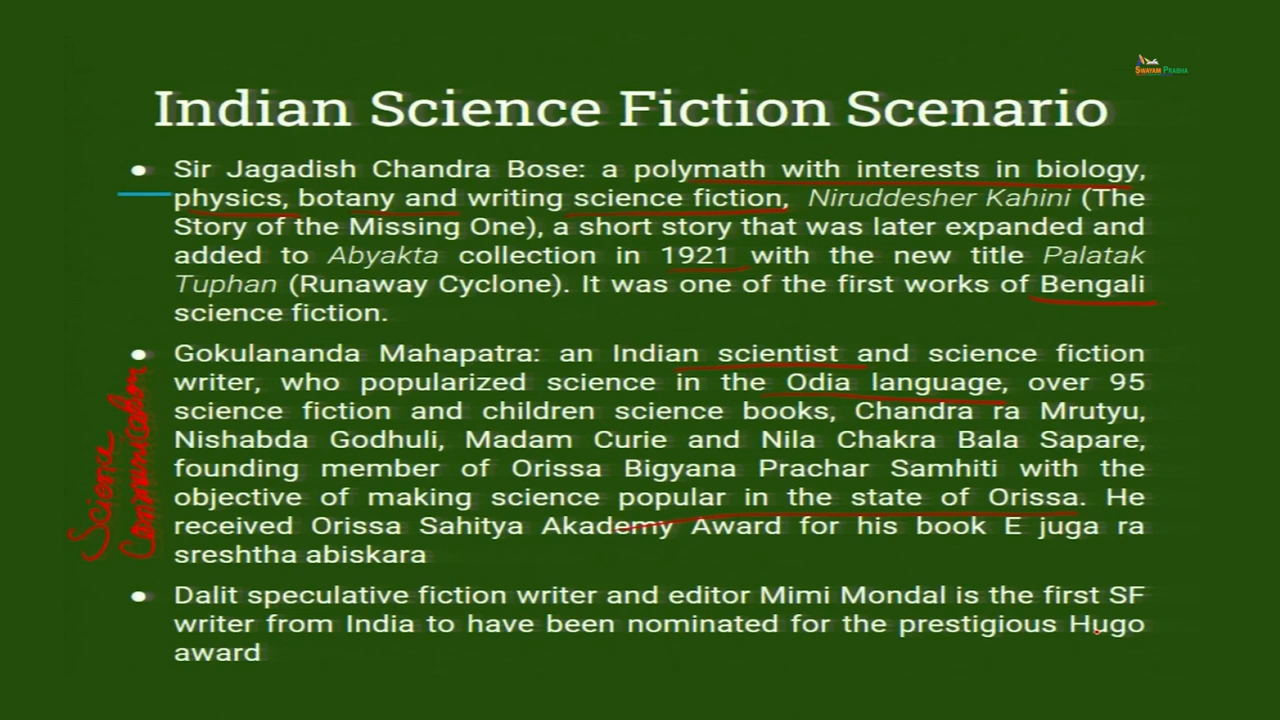 SWAYAM PRABHA
Indian Science Fiction Scenario
● Sir Jagadish Chandra Bose: a polymath with interests in biology,
physics, botany and writing science fiction, Niruddesher Kahini (The
Story of the Missing One), a short story that was later expanded and
added to Abyakta collection in 1921 with the new title Palatak
Tuphan (Runaway Cyclone). It was one of the first works of Bengali
science fiction.
● Gokulananda Mahapatra: an Indian scientist and science fiction
writer, who popularized science in the Odia language, over 95
science fiction and children science books, Chandra ra Mrutyu,
Nishabda Godhuli, Madam Curie and Nila Chakra Bala Sapare,
founding member of Orissa Bigyana Prachar Samhiti with the
objective of making science popular in the state of Orissa. He
received Orissa Sahitya Akademy Award for his book E juga ra
sreshtha abiskara
● Dalit speculative fiction writer and editor Mimi Mondal is the first SF
writer from India to have been nominated for the prestigious Hugo
award
Science
Communication